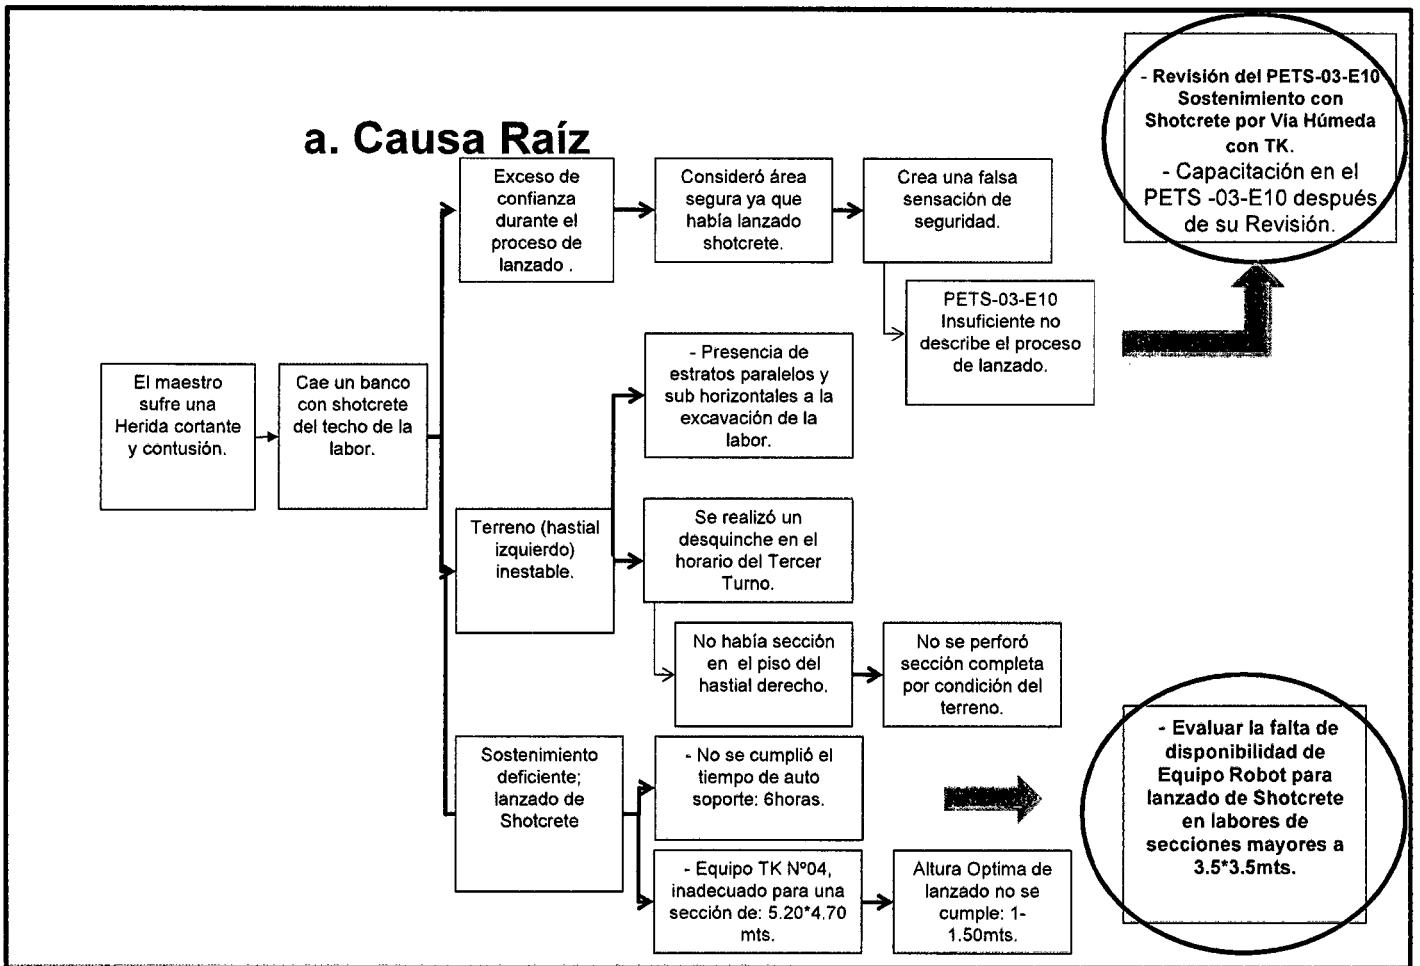 a. Causa Raíz
- Revisión del PETS-03-E10
Sostenimiento con
Shotcrete por Vía Húmeda
con TK.
- Capacitación en el
PETS -03-E10 después
de su Revisión.
Exceso de
confianza
durante el
proceso de
lanzado .
Consideró área
segura ya que
había lanzado
shotcrete.
Crea una falsa
sensación de
seguridad.
PETS-03-E10
Insuficiente no
describe el proceso
de lanzado.
El maestro
sufre una
Herida cortante
y contusión.
Cae un banco
con shotcrete
del techo de la
labor.
- Presencia de
estratos paralelos y
sub horizontales a la
excavación de la
labor.
Terreno (hastial
izquierdo)
inestable.
Se realizó un
desquinche en el
horario del Tercer
Turno.
No había sección
en el piso del
hastial derecho.
No se perforó
sección completa
por condición del
terreno.
Sostenimiento
deficiente;
lanzado de
Shotcrete
- No se cumplió el
tiempo de auto
soporte: 6horas.
- Equipo TK Nº04,
inadecuado para una
sección de: 5.20*4.70
mts.
Altura Optima de
lanzado no se
cumple: 1-
1.50mts.
- Evaluar la falta de
disponibilidad de
Equipo Robot para
lanzado de Shotcrete
en labores de
secciones mayores a
3.5*3.5mts.